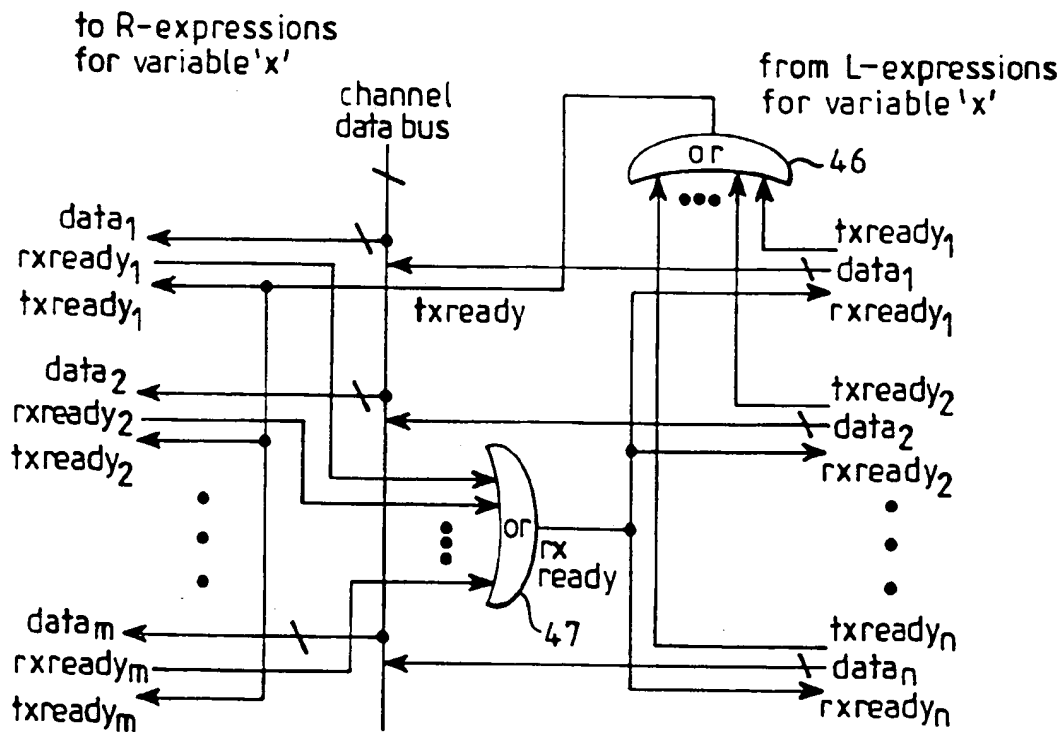 to R-expressions
for variable 'x'
from L-expressions
for variable 'x'
channel
data bus
or
46
data1
rxready1
txready1
txready
txready1
data1
rxready1
data2
rxready2
txready2
txready2
data2
rxready2
or
rx
ready
47
datam
rxreadym
txreadym
txreadyn
datan
rxreadyn